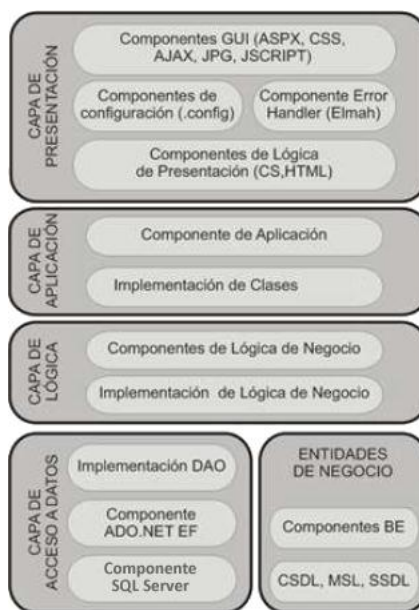 CAPA DE
PRESENTACIÓN
Componentes GUI (ASPX, CSS,
AJAX, JPG, JSCRIPT)
Componentes de
configuración (.config)
Componente Error
Handler (Elmah)
Componentes de Lógica
de Presentación (CS,HTML)
CAPA DE
APLICACIÓN
Componente de Aplicación
Implementación de Clases
CAPA DE
LÓGICA
Componentes de Lógica de Negocio
Implementación de Lógica de Negocio
CAPA DE
ACCESO A DATOS
Implementación DAO
Componente
ADO.NET EF
Componente
SQL Server
ENTIDADES
DE NEGOCIO
Componentes BE
CSDL, MSL, SSDL